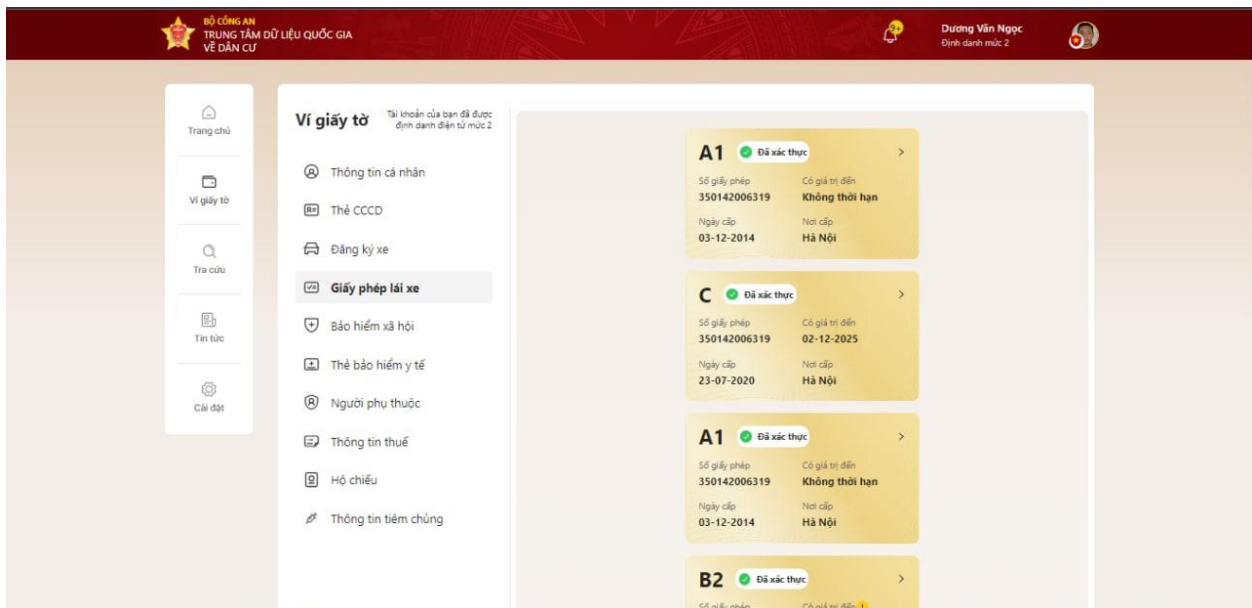 BỘ CÔNG AN
TRUNG TÂM DỮ LIỆU QUỐC GIA
VỀ DÂN CƯ
9+
Dương Văn Ngọc
Định danh mức 2
Trang chủ
Ví giấy tờ
Tra cứu
Tin tức
Cài đặt
Ví giấy tờ
Tài khoản của bạn đã được
định danh điện tử mức 2
Thông tin cá nhân
Thẻ CCCD
Đăng ký xe
Giấy phép lái xe
Bảo hiểm xã hội
Thẻ bảo hiểm y tế
Người phụ thuộc
Thông tin thuế
Hộ chiếu
Thông tin tiêm chủng
A1 Đã xác thực
Số giấy phép Có giá trị đến
350142006319 Không thời hạn
Ngày cấp Nơi cấp
03-12-2014 Hà Nội
C Đã xác thực
Số giấy phép Có giá trị đến
350142006319 02-12-2025
Ngày cấp Nơi cấp
23-07-2020 Hà Nội
A1 Đã xác thực
Số giấy phép Có giá trị đến
350142006319 Không thời hạn
Ngày cấp Nơi cấp
03-12-2014 Hà Nội
B2 Đã xác thực
Số giấy phép Có giá trị đến